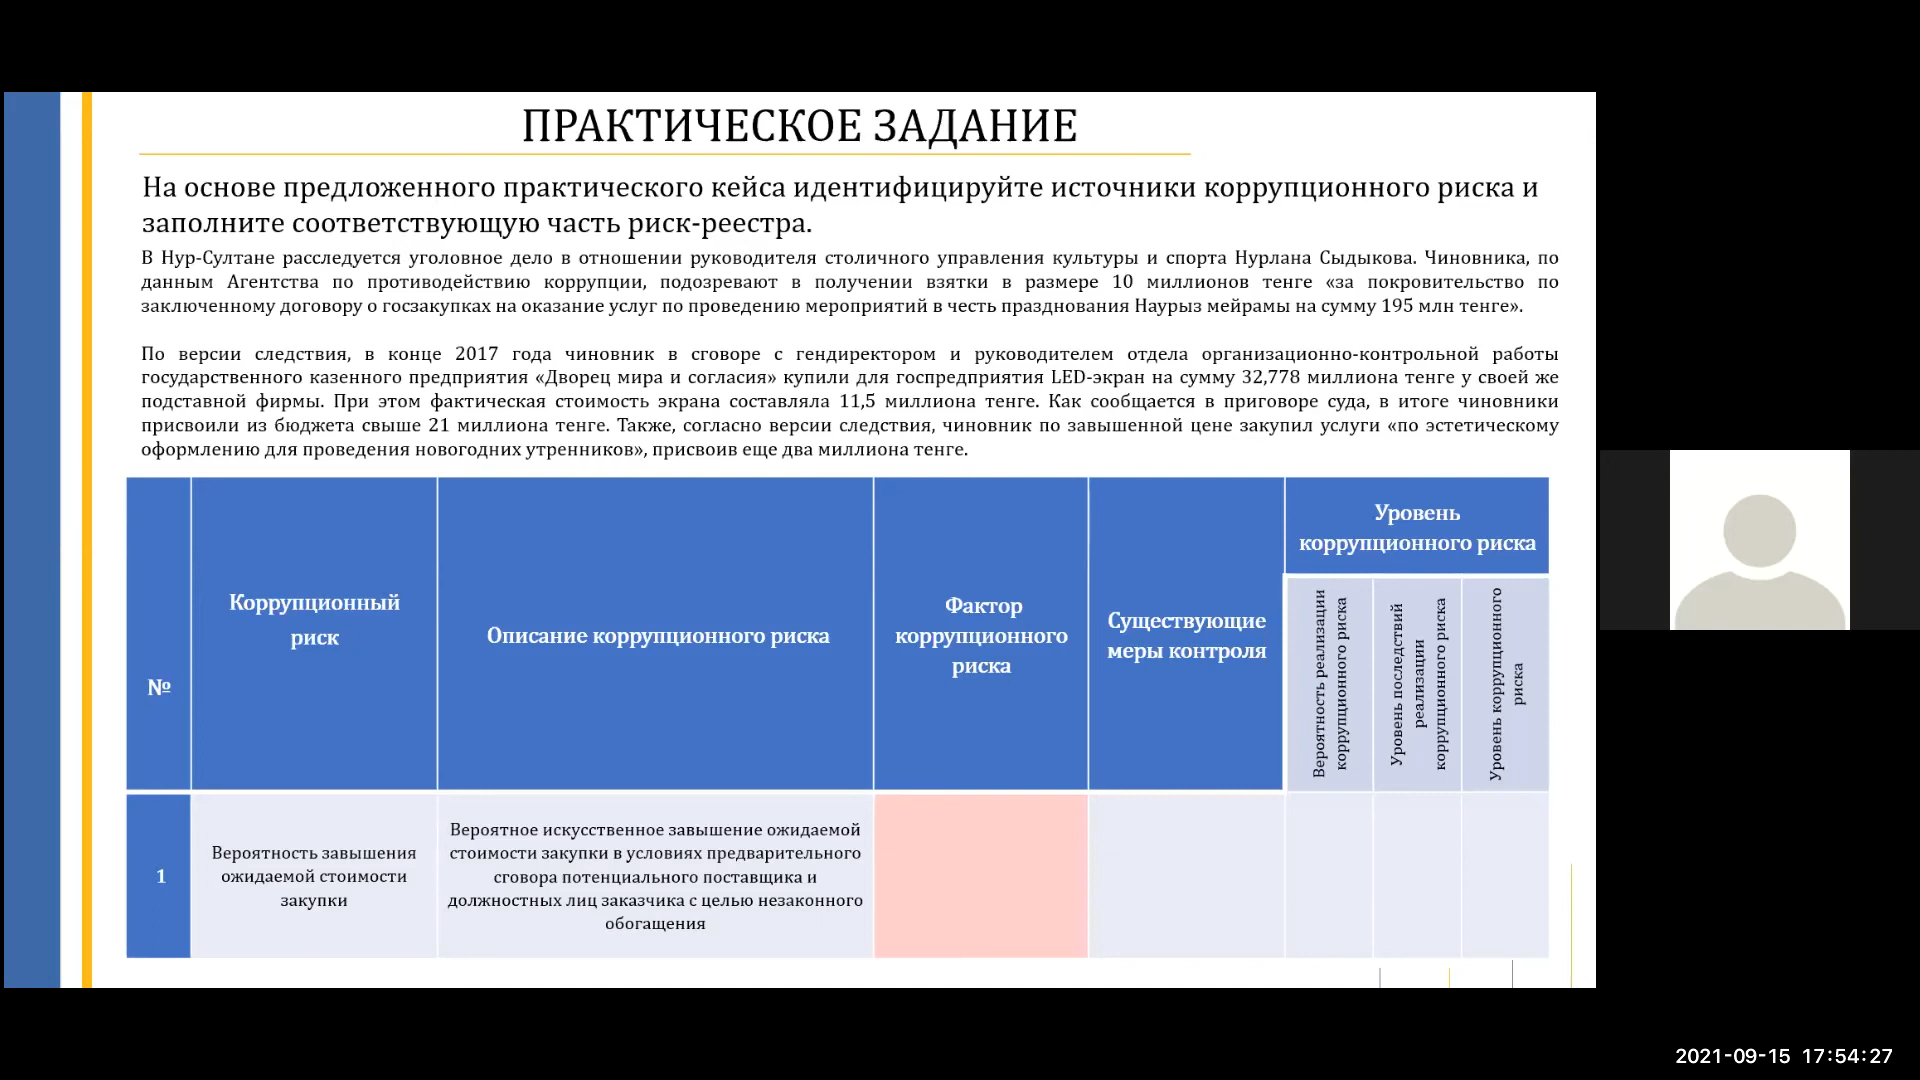 ПРАКТИЧЕСКОЕ ЗАДАНИЕ
На основе предложенного практического кейса идентифицируйте источники коррупционного риска и
заполните соответствующую часть риск-реестра.
В Нур-Султане расследуется уголовное дело в отношении руководителя столичного управления культуры и спорта Нурлана Сыдыкова. Чиновника, по
данным Агентства по противодействию коррупции, подозревают в получении взятки в размере 10 миллионов тенге «за покровительство по
заключенному договору о госзакупках на оказание услуг по проведению мероприятий в честь празднования Наурыз мейрамы на сумму 195 млн тенге».
По версии следствия, в конце 2017 года чиновник в сговоре с гендиректором и руководителем отдела организационно-контрольной работы
государственного казенного предприятия «Дворец мира и согласия» купили для госпредприятия LED-экран на сумму 32,778 миллиона тенге у своей же
подставной фирмы. При этом фактическая стоимость экрана составляла 11,5 миллиона тенге. Как сообщается в приговоре суда, в итоге чиновники
присвоили из бюджета свыше 21 миллиона тенге. Также, согласно версии следствия, чиновник по завышенной цене закупил услуги «по эстетическому
оформлению для проведения новогодних утренников», присвоив еще два миллиона тенге.
№
Коррупционный
риск
Описание коррупционного риска
Фактор
коррупционного
риска
Существующие
меры контроля
Уровень
коррупционного риска
Вероятность реализации
коррупционного риска
Уровень последствий
реализации
коррупционного риска
Уровень коррупционного
риска
1
Вероятность завышения
ожидаемой стоимости
закупки
Вероятное искусственное завышение ожидаемой
стоимости закупки в условиях предварительного
сговора потенциального поставщика и
должностных лиц заказчика с целью незаконного
обогащения
2021-09-15 17:54:27